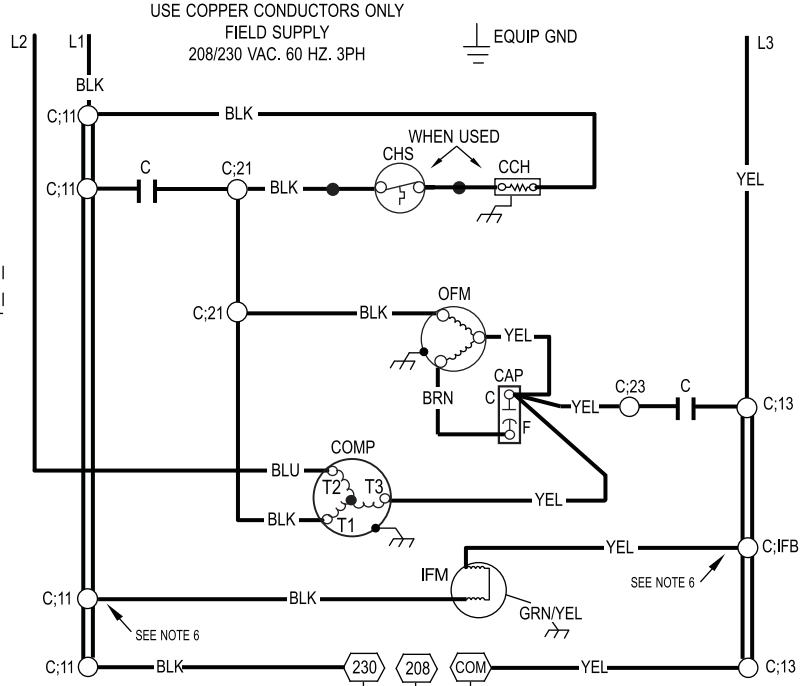 USE COPPER CONDUCTORS ONLY
FIELD SUPPLY
208/230 VAC. 60 HZ. 3PH
EQUIP GND
L2
L1
L3
BLK
C;11
BLK
WHEN USED
CHS
CCH
C;11
C
C;21
BLK
YEL
OFM
C;21
BLK
YEL
CAP
BRN
C
F
YEL
C;23
C
C;13
COMP
BLU
T2
T3
YEL
BLK
T1
YEL
C;IFB
IFM
SEE NOTE 6
C;11
BLK
GRN/YEL
SEE NOTE 6
C;11
BLK
230
208
COM
YEL
C;13